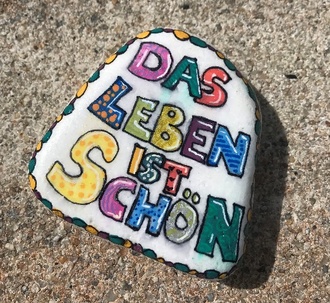 DAS
LEBEN
IST
SCHÖN